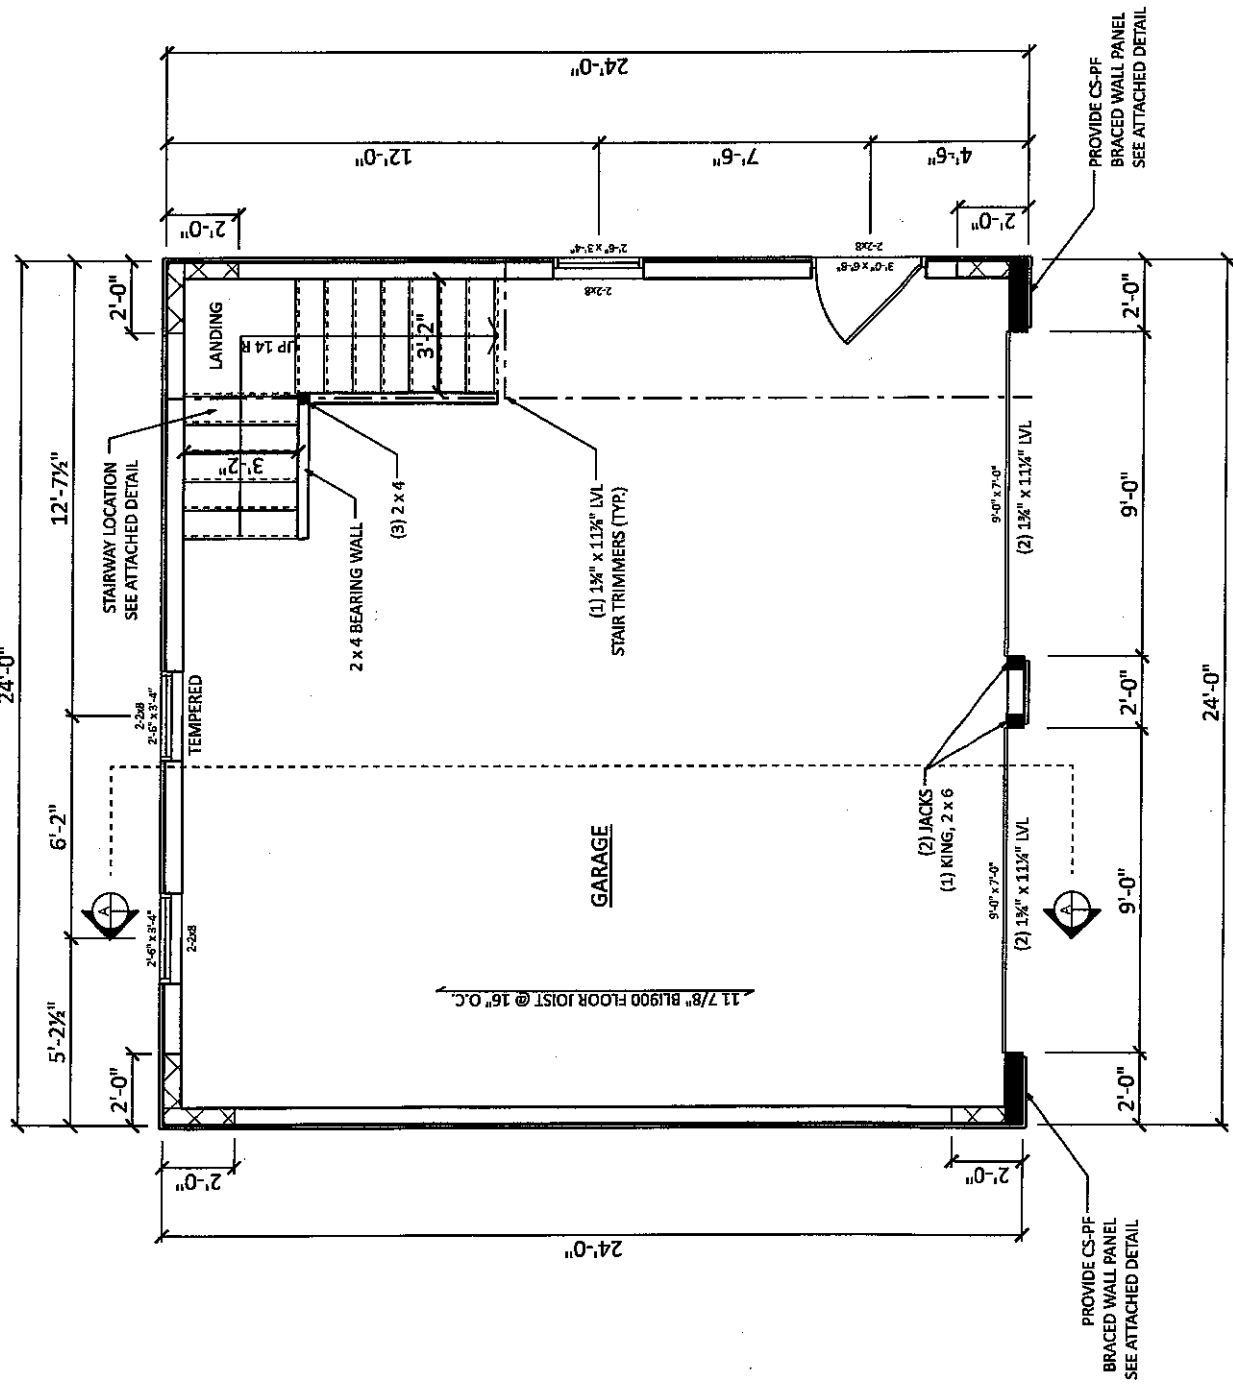 24'-0"
5'-2½"
6'-2"
12'-7½"
2'-0"
2'-0"
2'-0"
2'-0"
24'-0"
12'-0"
7'-6"
4'-6"
2'-0"
2'-0"
24'-0"
STAIRWAY LOCATION
SEE ATTACHED DETAIL
LANDING
UP 14 R
3'-2"
3'-2"
2-2x8
2'-6" x 3'-4"
TEMPERED
2'-6" x 3'-4"
2-2x8
2'-6" x 3'-4"
2-2x8
2-2x8
3'-0" x 6'-8"
2 x 4 BEARING WALL
(3) 2 x 4
(1) 1¾" x 11⅞" LVL
STAIR TRIMMERS (TYP.)
GARAGE
11 7/8" BLI900 FLOOR JOIST @ 16" O.C.
(2) JACKS
(1) KING, 2 x 6
A
A
9'-0" x 7'-0"
(2) 1¾" x 11¼" LVL
9'-0" x 7'-0"
(2) 1¾" x 11¼" LVL
2'-0"
9'-0"
2'-0"
9'-0"
2'-0"
24'-0"
PROVIDE CS-PF
BRACED WALL PANEL
SEE ATTACHED DETAIL
PROVIDE CS-PF
BRACED WALL PANEL
SEE ATTACHED DETAIL